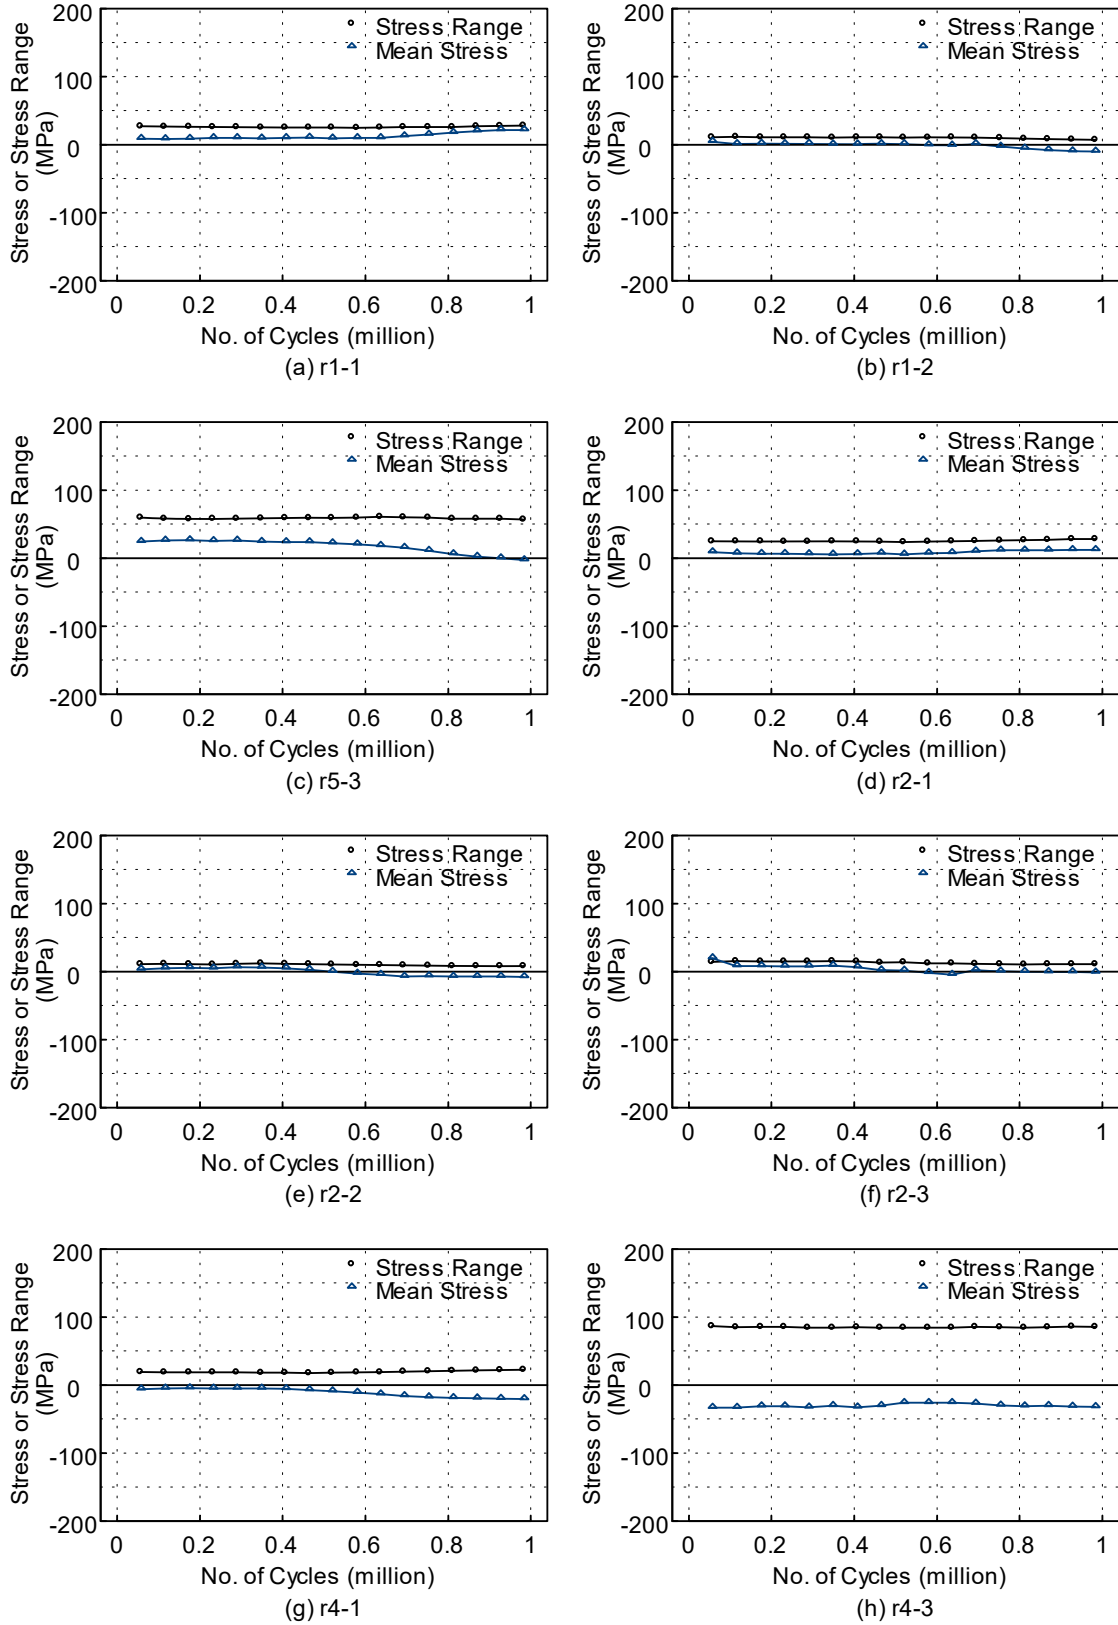 200
100
0
-100
-200
Stress or Stress Range
(MPa)
Stress Range
Mean Stress
0 0.2 0.4 0.6 0.8 1
No. of Cycles (million)
(a) r1-1
200
100
0
-100
-200
Stress or Stress Range
(MPa)
Stress Range
Mean Stress
0 0.2 0.4 0.6 0.8 1
No. of Cycles (million)
(b) r1-2
200
100
0
-100
-200
Stress or Stress Range
(MPa)
Stress Range
Mean Stress
0 0.2 0.4 0.6 0.8 1
No. of Cycles (million)
(c) r5-3
200
100
0
-100
-200
Stress or Stress Range
(MPa)
Stress Range
Mean Stress
0 0.2 0.4 0.6 0.8 1
No. of Cycles (million)
(d) r2-1
200
100
0
-100
-200
Stress or Stress Range
(MPa)
Stress Range
Mean Stress
0 0.2 0.4 0.6 0.8 1
No. of Cycles (million)
(e) r2-2
200
100
0
-100
-200
Stress or Stress Range
(MPa)
Stress Range
Mean Stress
0 0.2 0.4 0.6 0.8 1
No. of Cycles (million)
(f) r2-3
200
100
0
-100
-200
Stress or Stress Range
(MPa)
Stress Range
Mean Stress
0 0.2 0.4 0.6 0.8 1
No. of Cycles (million)
(g) r4-1
200
100
0
-100
-200
Stress or Stress Range
(MPa)
Stress Range
Mean Stress
0 0.2 0.4 0.6 0.8 1
No. of Cycles (million)
(h) r4-3